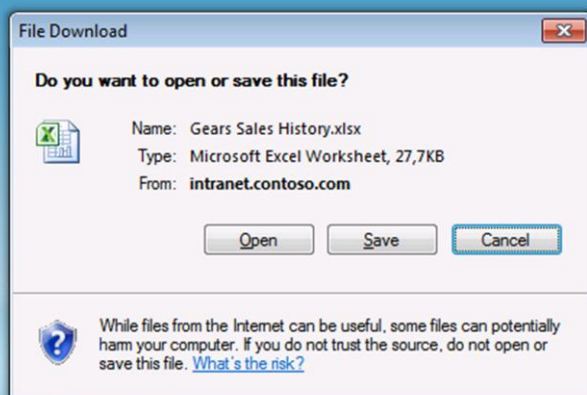 File Download
Do you want to open or save this file?
Name: Gears Sales History.xlsx
Type: Microsoft Excel Worksheet, 27,7KB
From: intranet.contoso.com
Open Save Cancel
While files from the Internet can be useful, some files can potentially
harm your computer. If you do not trust the source, do not open or
save this file. What's the risk?